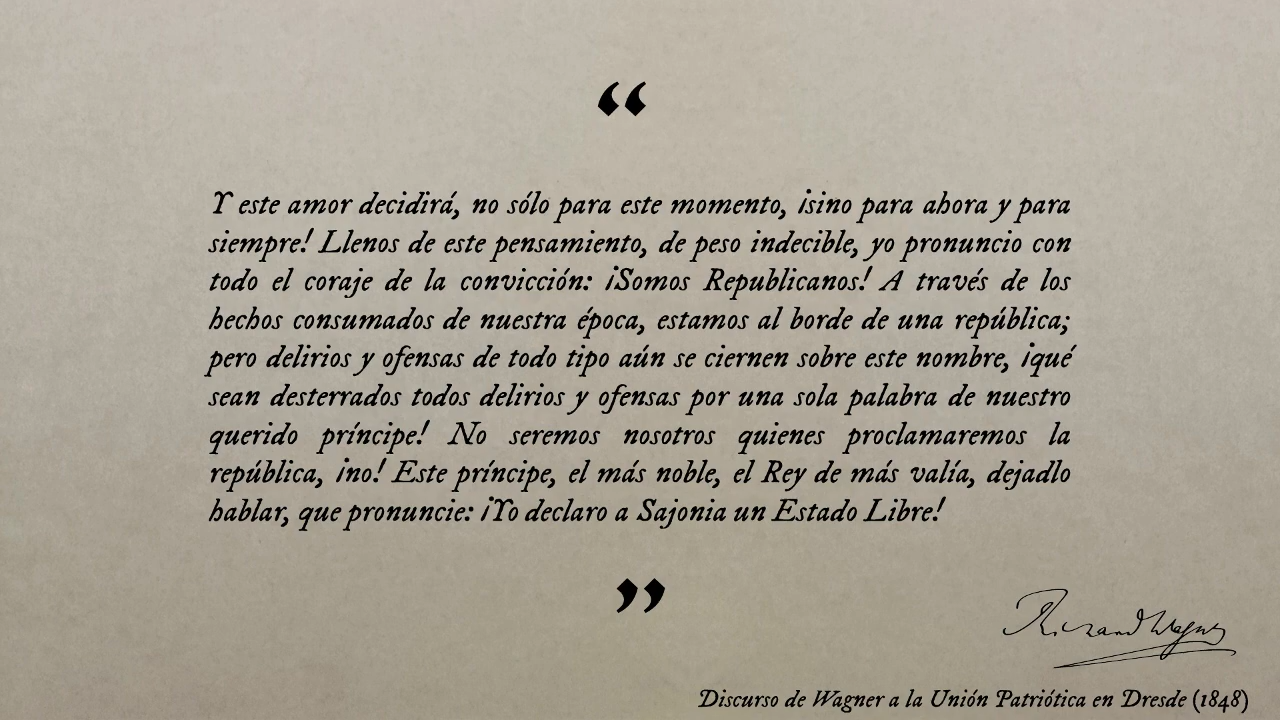 “
Y este amor decidirá, no sólo para este momento, ¡sino para ahora y para
siempre! Llenos de este pensamiento, de peso indecible, yo pronuncio con
todo el coraje de la convicción: ¡Somos Republicanos! A través de los
hechos consumados de nuestra época, estamos al borde de una república;
pero delirios y ofensas de todo tipo aún se ciernen sobre este nombre, ¡qué
sean desterrados todos delirios y ofensas por una sola palabra de nuestro
querido príncipe! No seremos nosotros quienes proclamaremos la
república, ¡no! Este príncipe, el más noble, el Rey de más valía, dejadlo
hablar, que pronuncie: ¡Yo declaro a Sajonia un Estado Libre!
”
Richard Wagner
Discurso de Wagner a la Unión Patriótica en Dresde (1848)